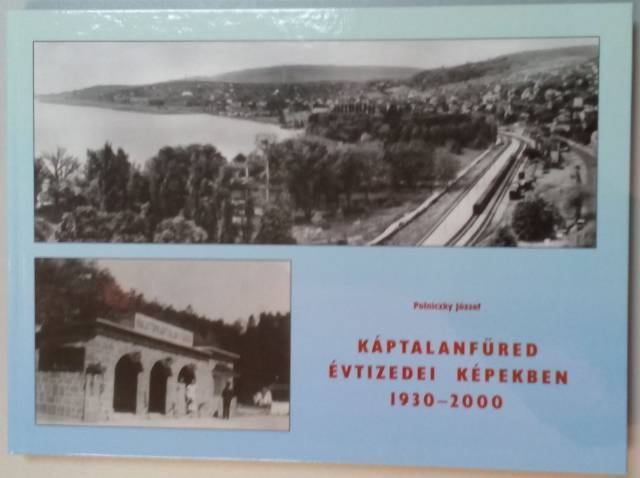 Polniczky József
KÁPTALANFÜRED
ÉVTIZEDEI KÉPEKBEN
1930–2000